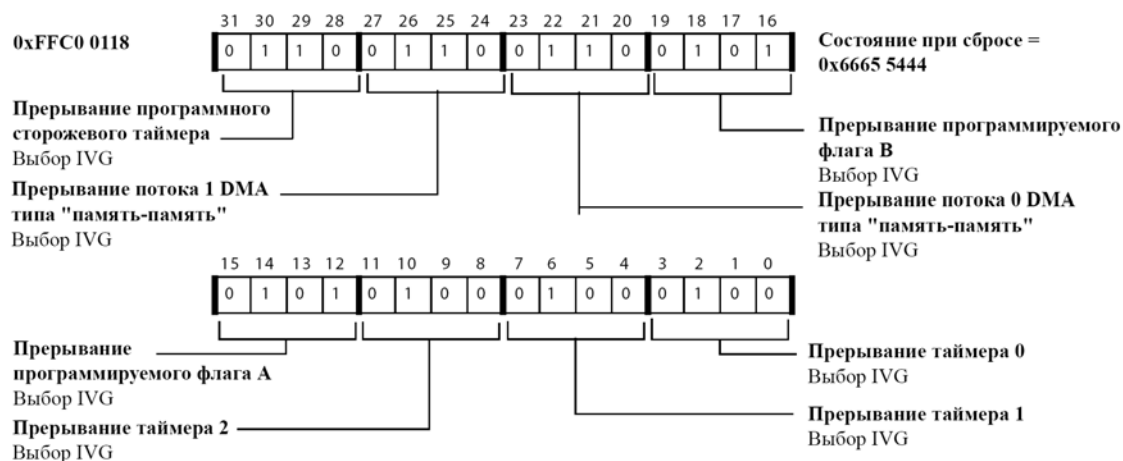 31 30 29 28 27 26 25 24 23 22 21 20 19 18 17 16
0xFFC0 0118
0 1 1 0 0 1 1 0 0 1 1 0 0 1 0 1
Состояние при сбросе =
0x6665 5444
Прерывание программного
сторожевого таймера
Выбор IVG
Прерывание потока 1 DMA
типа "память-память"
Выбор IVG
Прерывание программируемого
флага B
Выбор IVG
Прерывание потока 0 DMA
типа "память-память"
Выбор IVG
15 14 13 12 11 10 9 8 7 6 5 4 3 2 1 0
0 1 0 1 0 1 0 0 0 1 0 0 0 1 0 0
Прерывание
программируемого флага A
Выбор IVG
Прерывание таймера 2
Выбор IVG
Прерывание таймера 0
Выбор IVG
Прерывание таймера 1
Выбор IVG